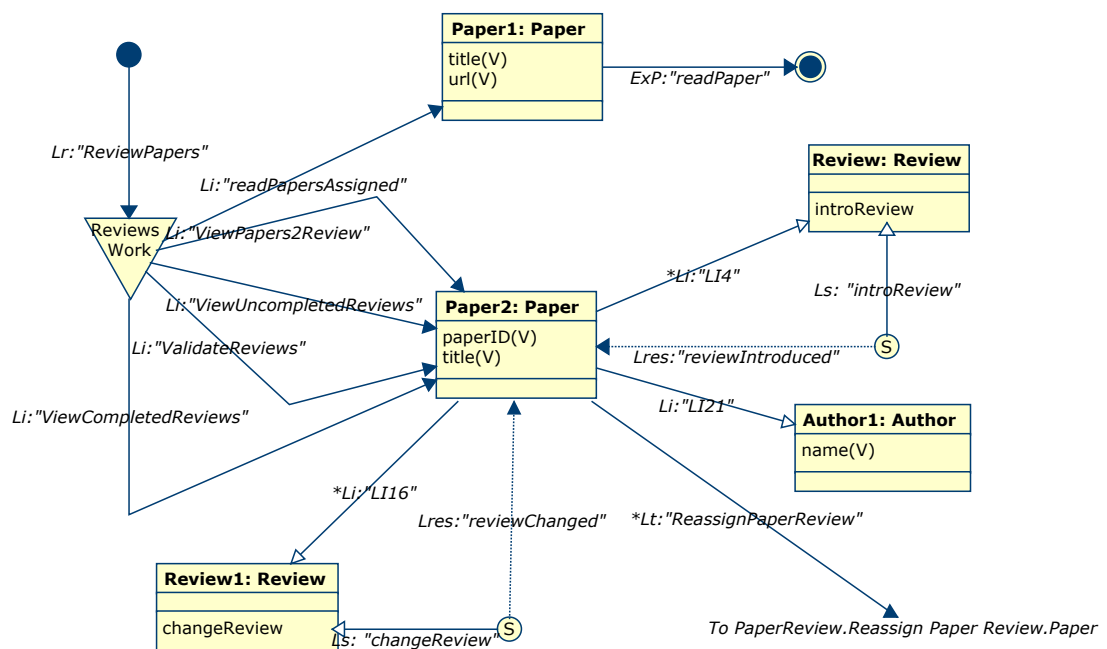 Paper1: Paper
title(V)
url(V)
ExP:"readPaper"
Lr:"ReviewPapers"
Review: Review
Li:"readPapersAssigned"
introReview
Reviews
Work
Li:"ViewPapers2Review"
*Li:"LI4"
Ls: "introReview"
Li:"ViewUncompletedReviews"
Paper2: Paper
paperID(V)
title(V)
Li:"ValidateReviews"
S
Lres:"reviewIntroduced"
Li:"LI21"
Li:"ViewCompletedReviews"
Author1: Author
name(V)
*Li:"LI16"
Lres:"reviewChanged"
*Lt:"ReassignPaperReview"
Review1: Review
changeReview
Ls: "changeReview"
S
To PaperReview.Reassign Paper Review.Paper